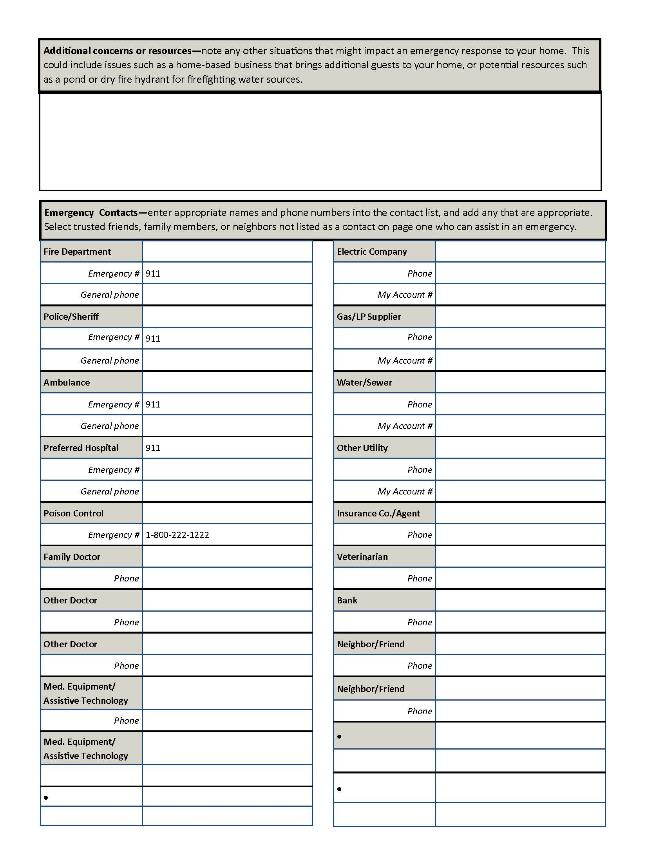 Additional concerns or resources—note any other situations that might impact an emergency response to your home.  This
could include issues such as a home-based business that brings additional guests to your home, or potential resources such
as a pond or dry fire hydrant for firefighting water sources.
Emergency  Contacts—enter appropriate names and phone numbers into the contact list, and add any that are appropriate.
Select trusted friends, family members, or neighbors not listed as a contact on page one who can assist in an emergency.
Fire Department
Emergency # 911
General phone
Police/Sheriff
Emergency # 911
General phone
Ambulance
Emergency # 911
General phone
Preferred Hospital 911
Emergency #
General phone
Poison Control
Emergency # 1-800-222-1222
Family Doctor
Phone
Other Doctor
Phone
Other Doctor
Phone
Med. Equipment/
Assistive Technology
Phone
Med. Equipment/
Assistive Technology
•
Electric Company
Phone
My Account #
Gas/LP Supplier
Phone
My Account #
Water/Sewer
Phone
My Account #
Other Utility
Phone
My Account #
Insurance Co./Agent
Phone
Veterinarian
Phone
Bank
Phone
Neighbor/Friend
Phone
Neighbor/Friend
Phone
•
•